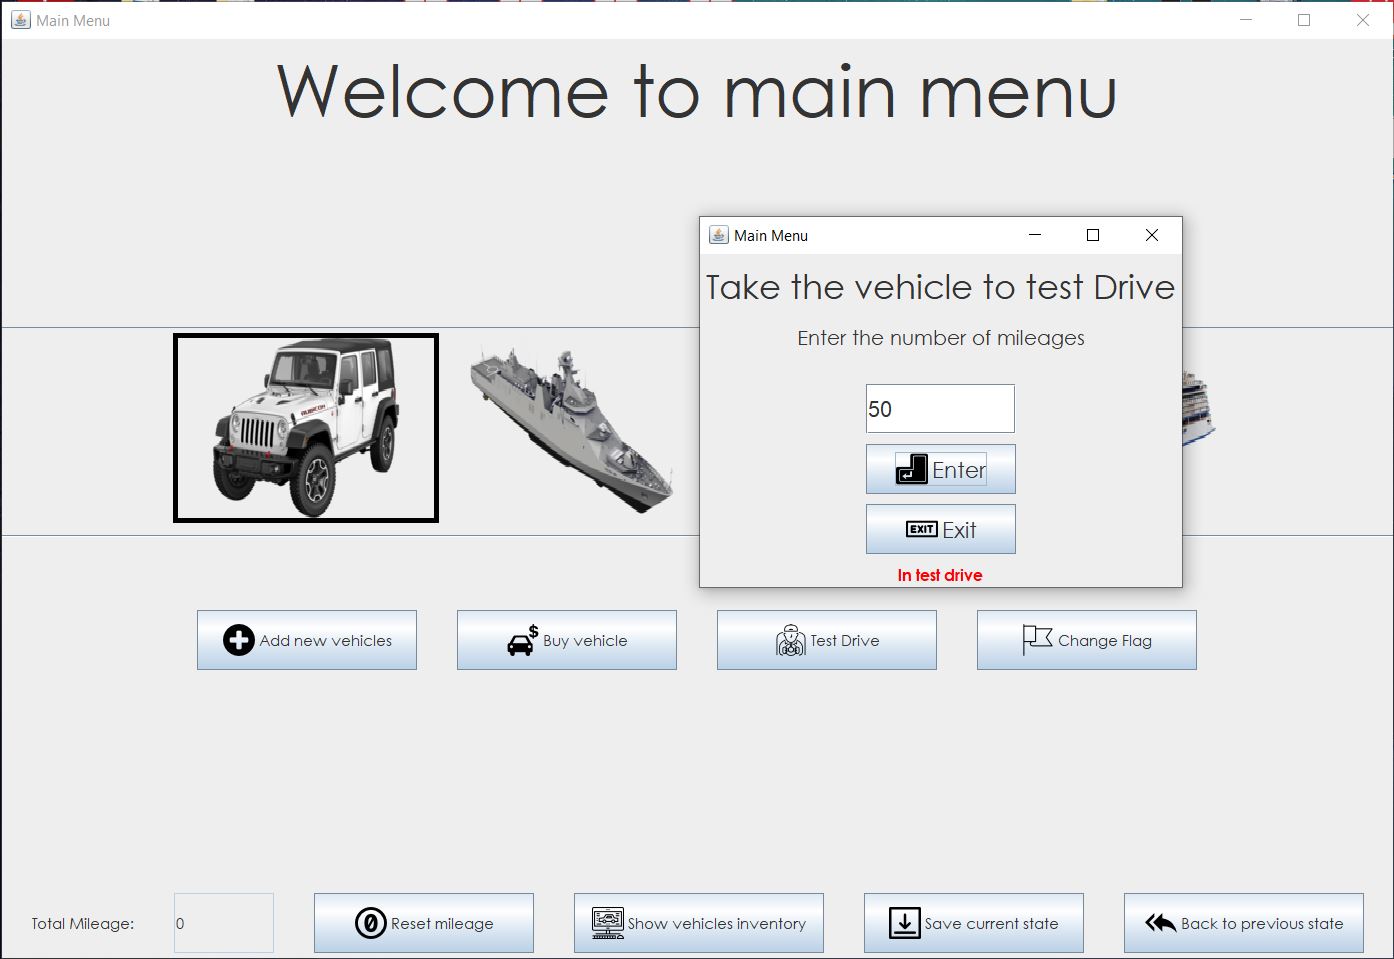 Main Menu
Welcome to main menu
Main Menu
Take the vehicle to test Drive
Enter the number of mileages
50
Enter
EXIT Exit
In test drive
RUBICON
Add new vehicles
$ Buy vehicle
Test Drive
Change Flag
Total Mileage:
0
0 Reset mileage
Show vehicles inventory
Save current state
Back to previous state